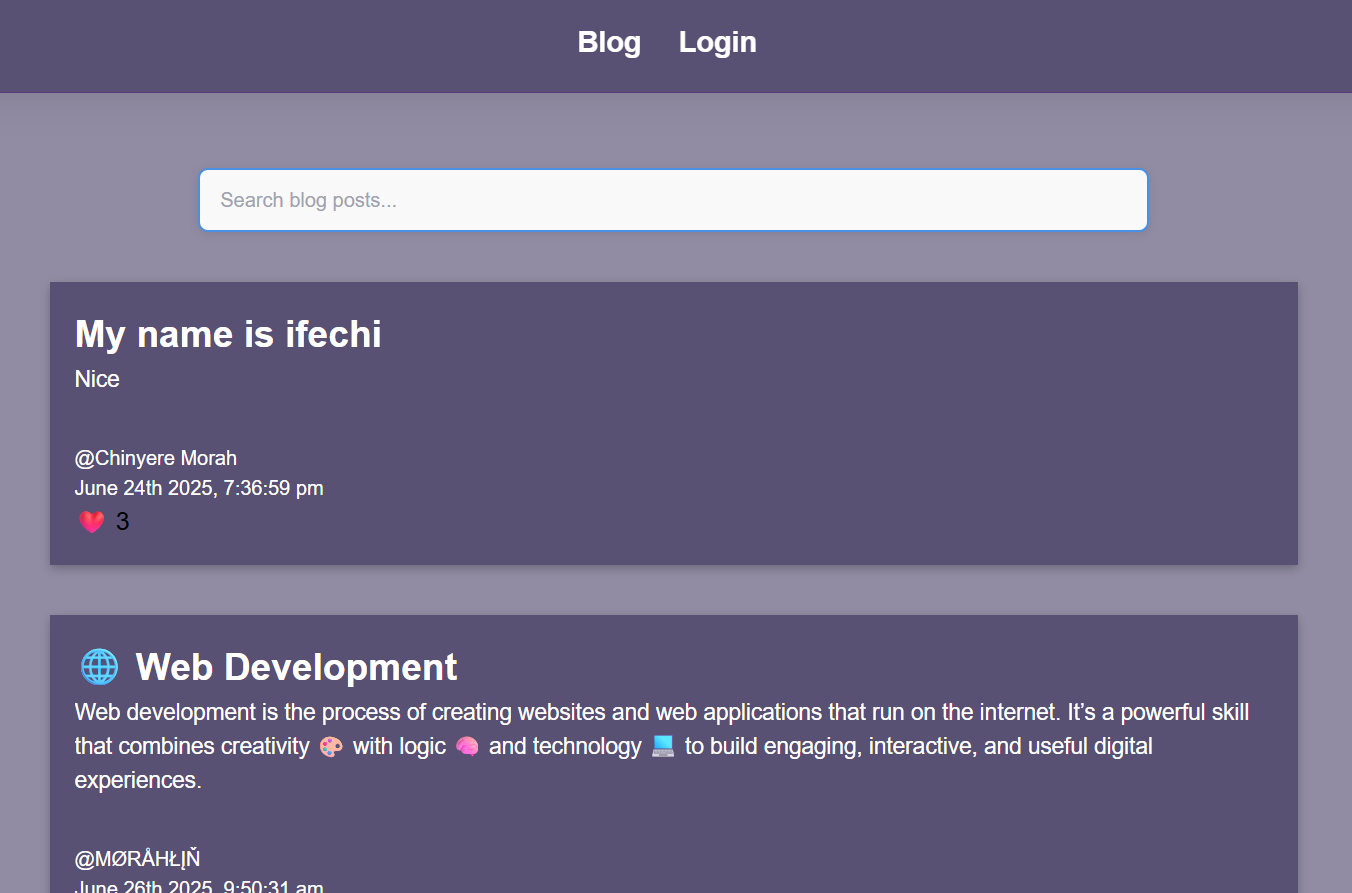 Blog Login
Search blog posts...
My name is ifechi
Nice
@Chinyere Morah
June 24th 2025, 7:36:59 pm
❤️ 3
🌐 Web Development
Web development is the process of creating websites and web applications that run on the internet. It’s a powerful skill
that combines creativity 🎨 with logic 🧠 and technology 💻 to build engaging, interactive, and useful digital
experiences.
@MØRÅHŁĮŇ
June 26th 2025, 9:50:31 am